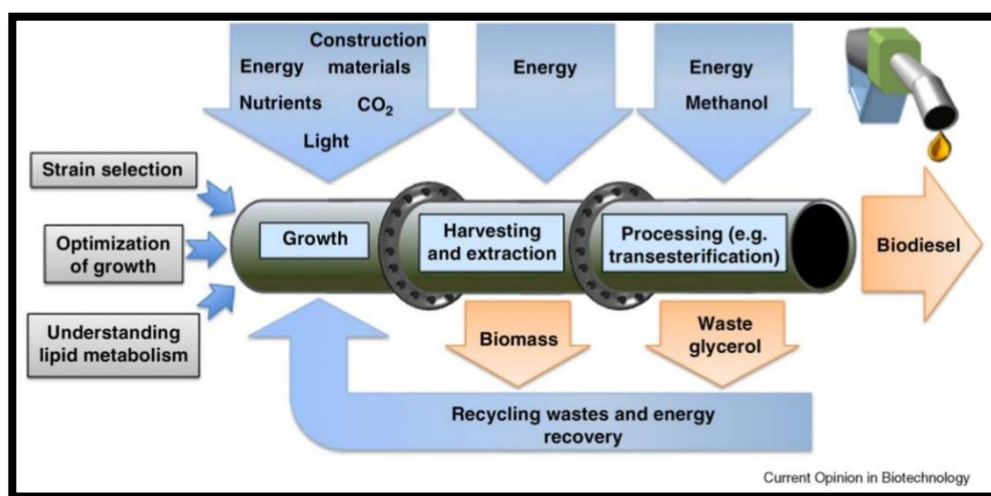 Construction
Energy materials
Nutrients CO₂
Light
Energy
Energy
Methanol
Strain selection
Optimization
of growth
Understanding
lipid metabolism
Growth
Harvesting
and extraction
Processing (e.g.
transesterification)
Biodiesel
Biomass
Waste
glycerol
Recycling wastes and energy
recovery
Current Opinion in Biotechnology